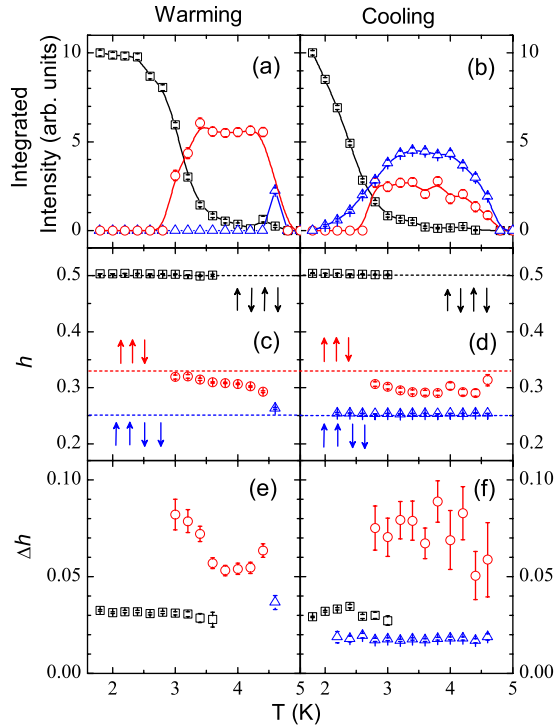 Warming Cooling
Integrated
Intensity (arb. units)
10 (a) (b) 10
5 5
0 0
0.5 0.5
0.4 0.4
h (c) (d)
0.3 0.3
0.2 0.2
0.10 (e) (f) 0.10
Δh
0.05 0.05
0.00 0.00
2 3 4 5 2 3 4 5
T (K)